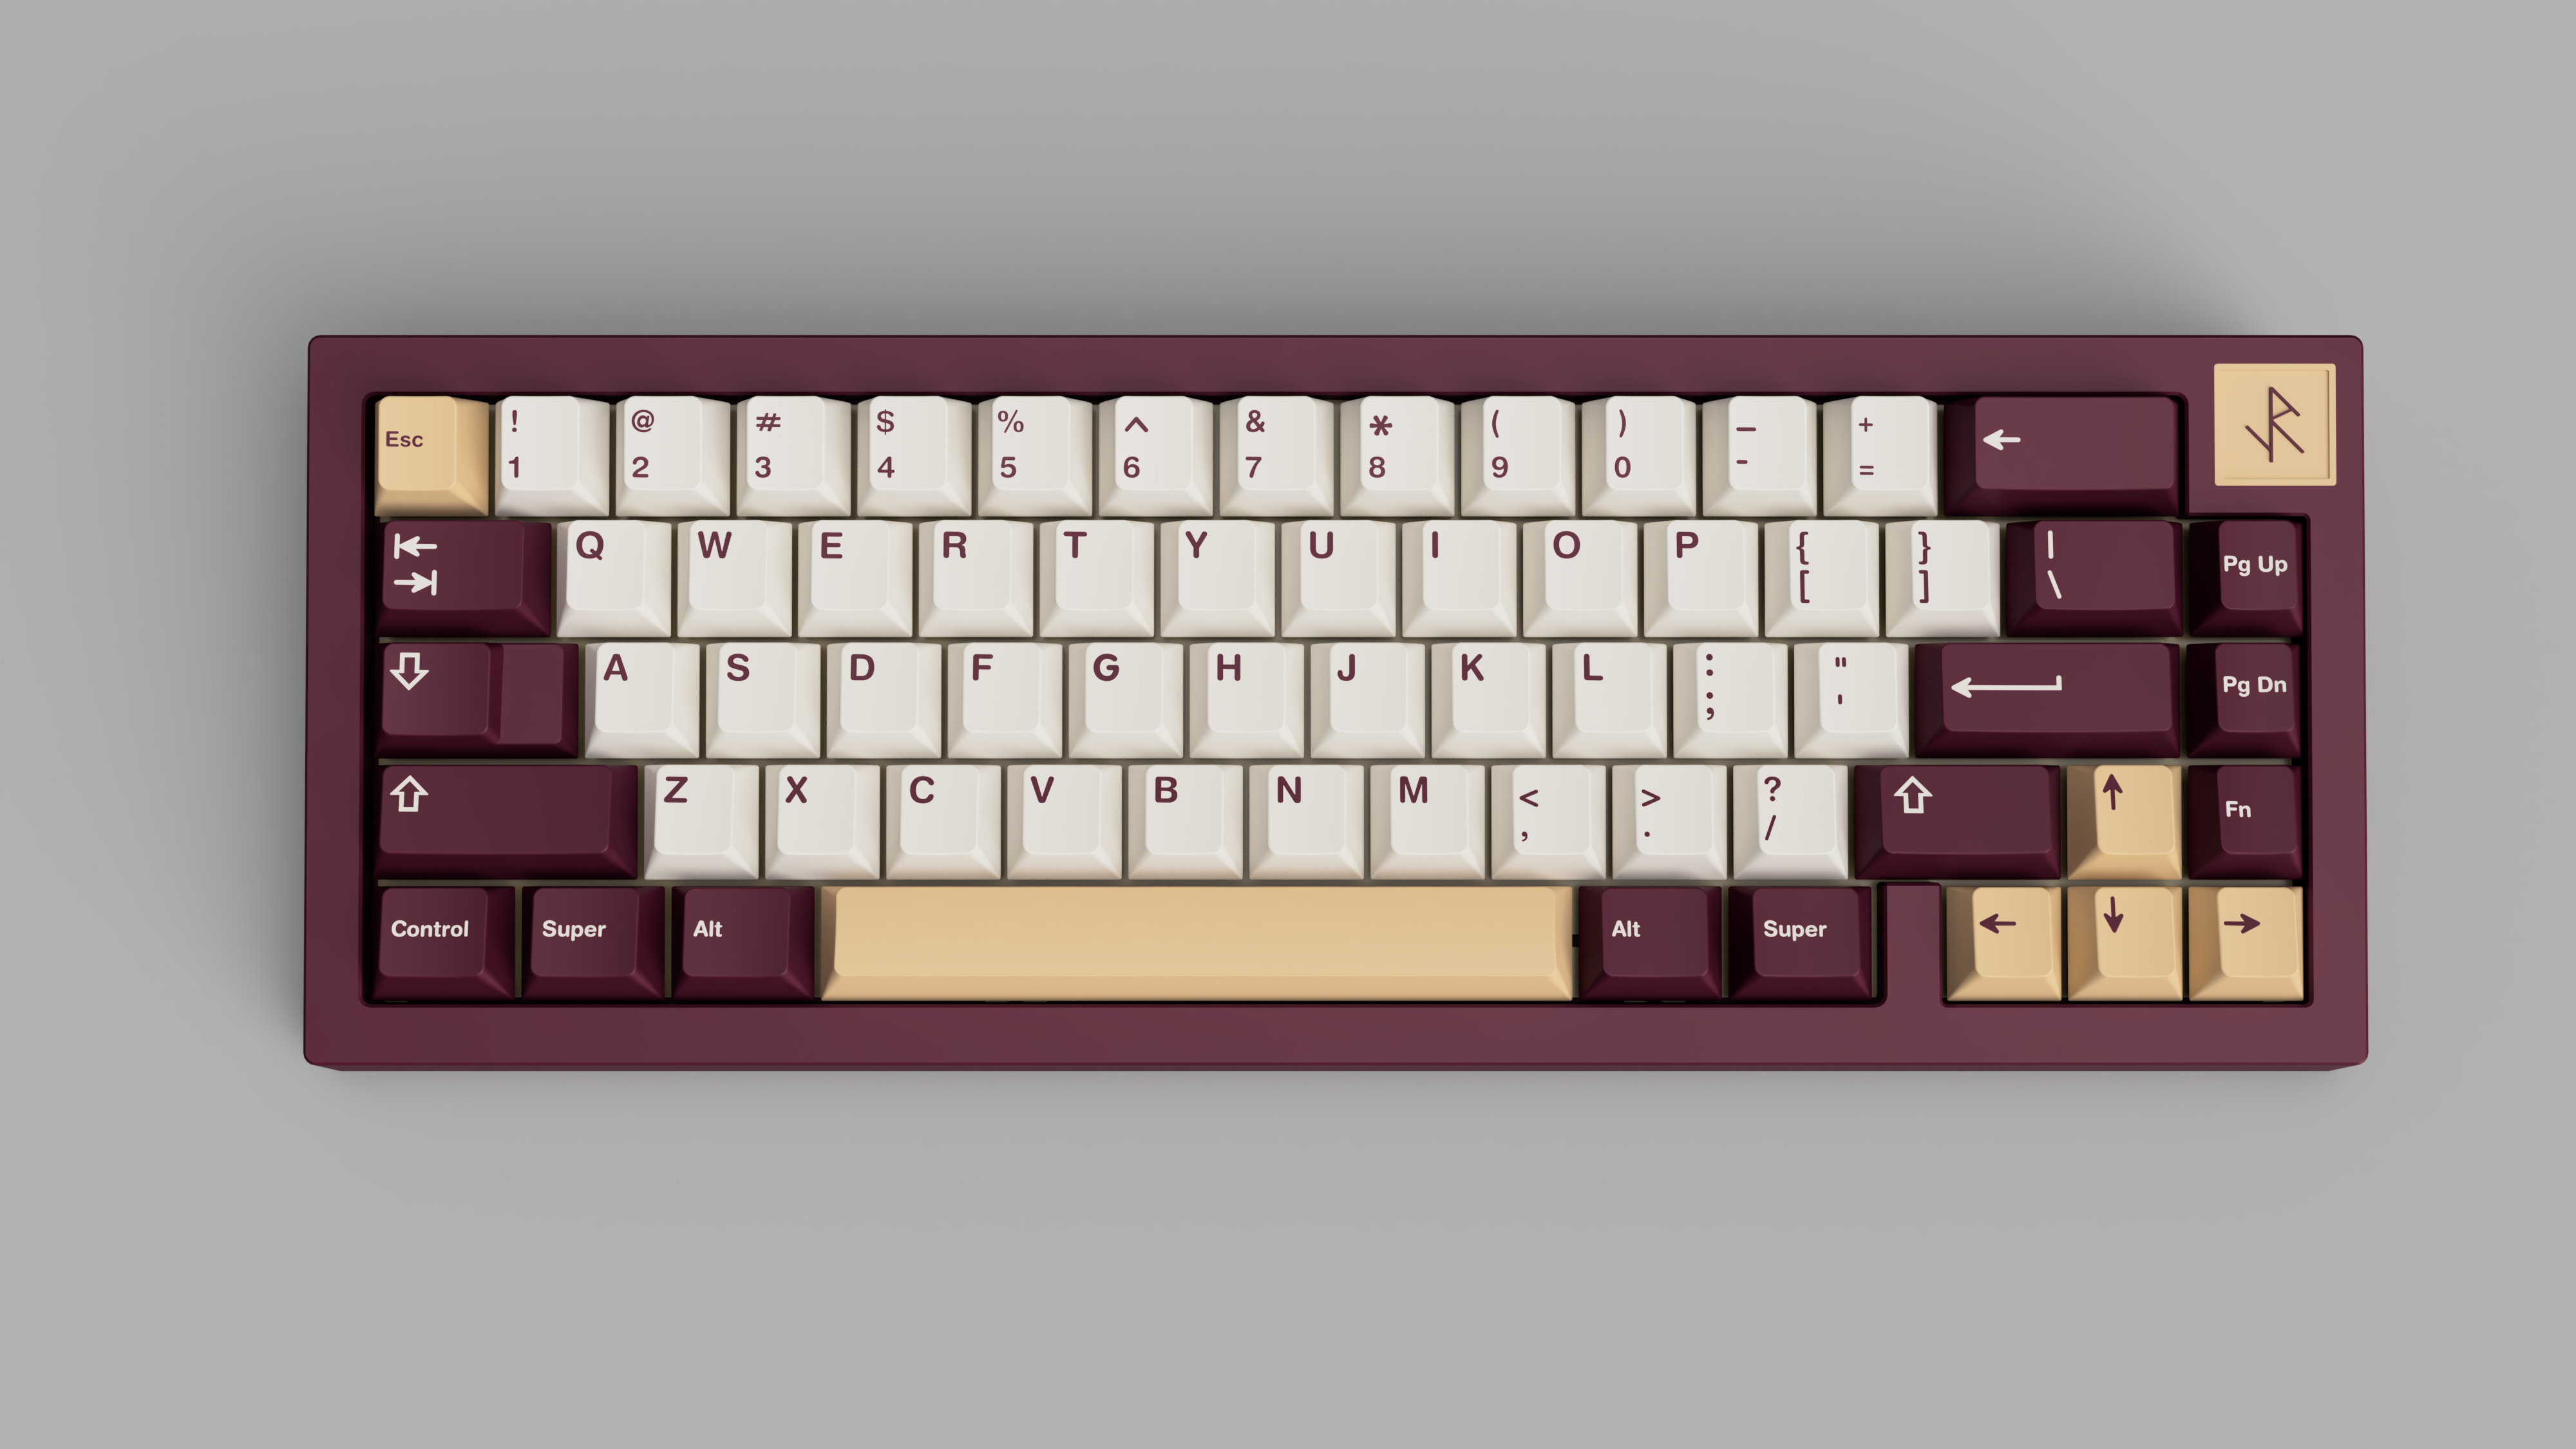 Esc ! 1 @ 2 # 3 $ 4 % 5 ^ 6 & 7 * 8 ( 9 ) 0 _ - + = ←
⇤ ⇥ Q W E R T Y U I O P { [ } ] | \ Pg Up
⇩ A S D F G H J K L : ; " ' ↵ Pg Dn
⇧ Z X C V B N M < , > . ? / ⇧ ↑ Fn
Control Super Alt Alt Super ← ↓ →